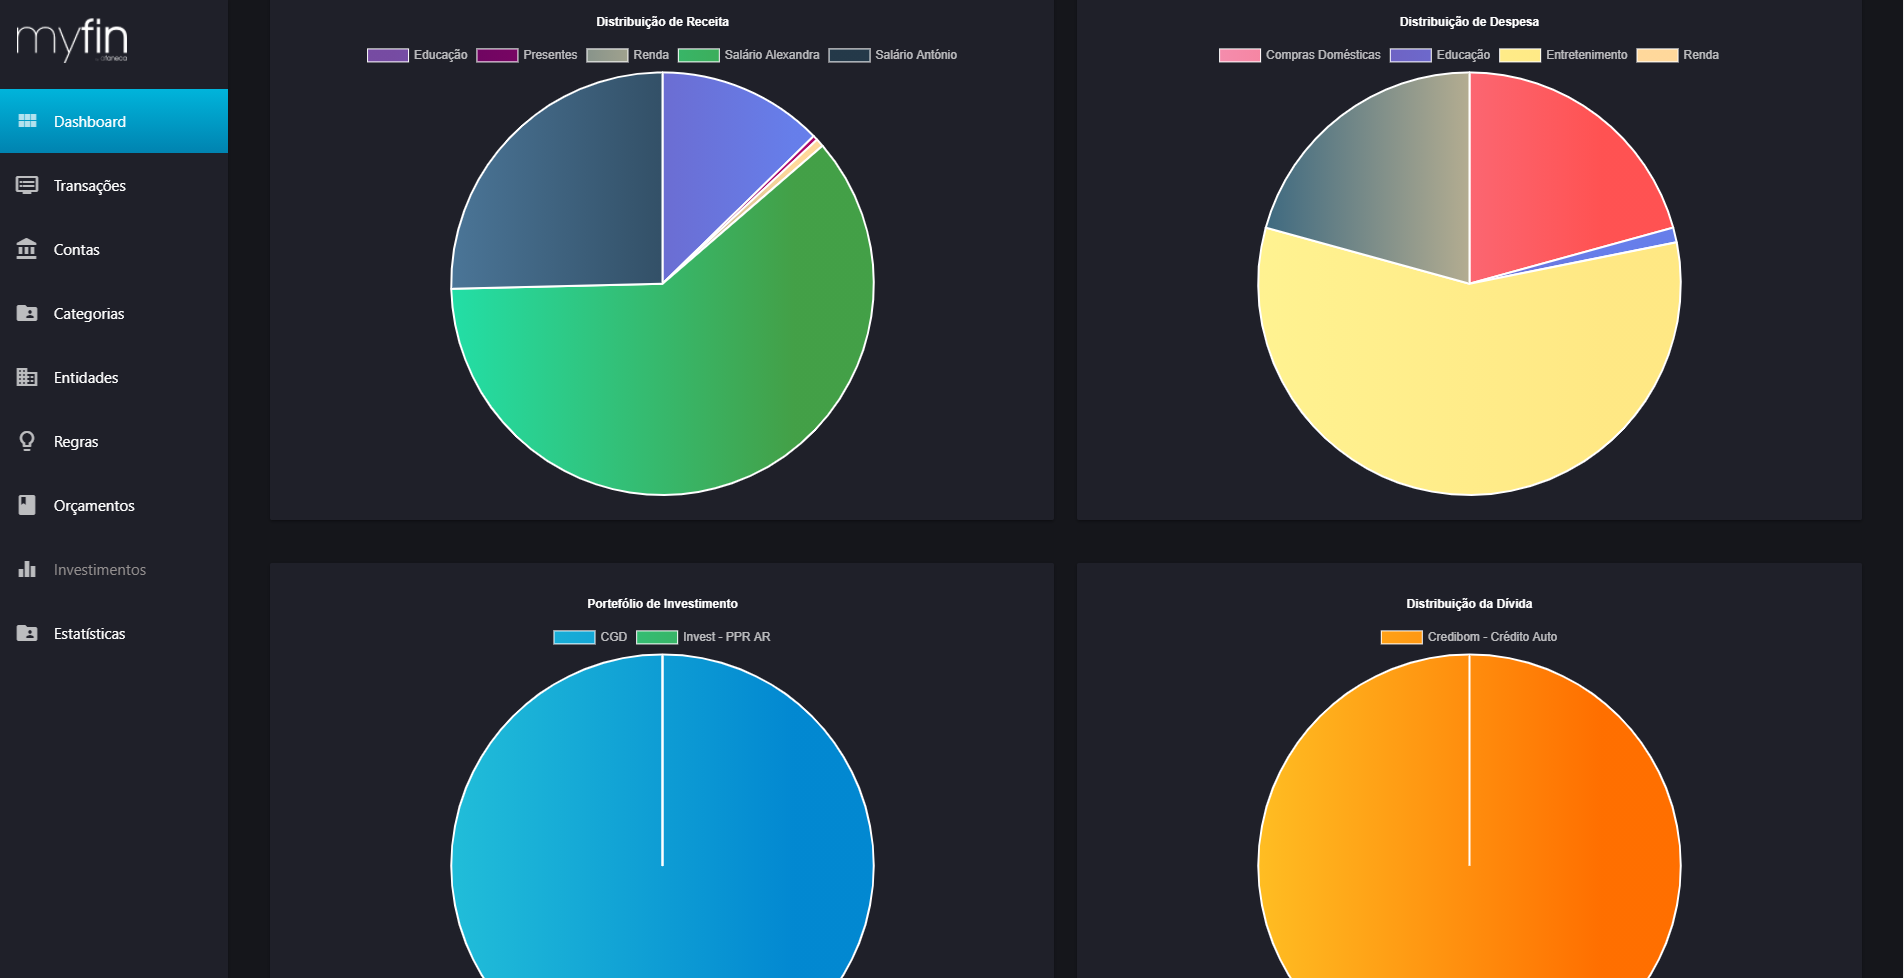 myfin
Dashboard
Transações
Contas
Categorias
Entidades
Regras
Orçamentos
Investimentos
Estatísticas
Distribuição de Receita
Educação Presentes Renda Salário Alexandra Salário António
Distribuição de Despesa
Compras Domésticas Educação Entretenimento Renda
Portefólio de Investimento
CGD Invest - PPR AR
Distribuição da Dívida
Credibom - Crédito Auto